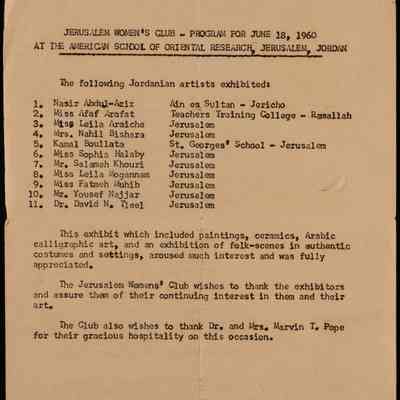 JERUSALEM WOMEN'S CLUB - PROGRAM FOR JUNE 18, 1960
AT THE AMERICAN SCHOOL OF ORIENTAL RESEARCH, JERUSALEM, JORDAN
The following Jordanian artists exhibited:
1. Nasir Abdul-Aziz Ain es Sultan - Jericho
2. Miss Afaf Arafat Teachers Training College - Ramallah
3. Miss Leila Araiche Jerusalem
4. Mrs. Nahil Bishara Jerusalem
5. Kamal Boullata St. Georges' School - Jerusalem
6. Miss Sophia Halaby Jerusalem
7. Mr. Salameh Khouri Jerusalem
8. Miss Leila Mogannam Jerusalem
9. Miss Fatmeh Muhib Jerusalem
10. Mr. Yousef Najjar Jerusalem
11. Dr. David N. Tleel Jerusalem
This exhibit which included paintings, ceramics, Arabic
calligraphic art, and an exhibition of folk-scenes in authentic
costumes and settings, aroused much interest and was fully
appreciated.
The Jerusalem Womens' Club wishes to thank the exhibitors
and assure them of their continuing interest in them and their
art.
The Club also wishes to thank Dr. and Mrs. Marvin T. Pope
for their gracious hospitality on this occasion.